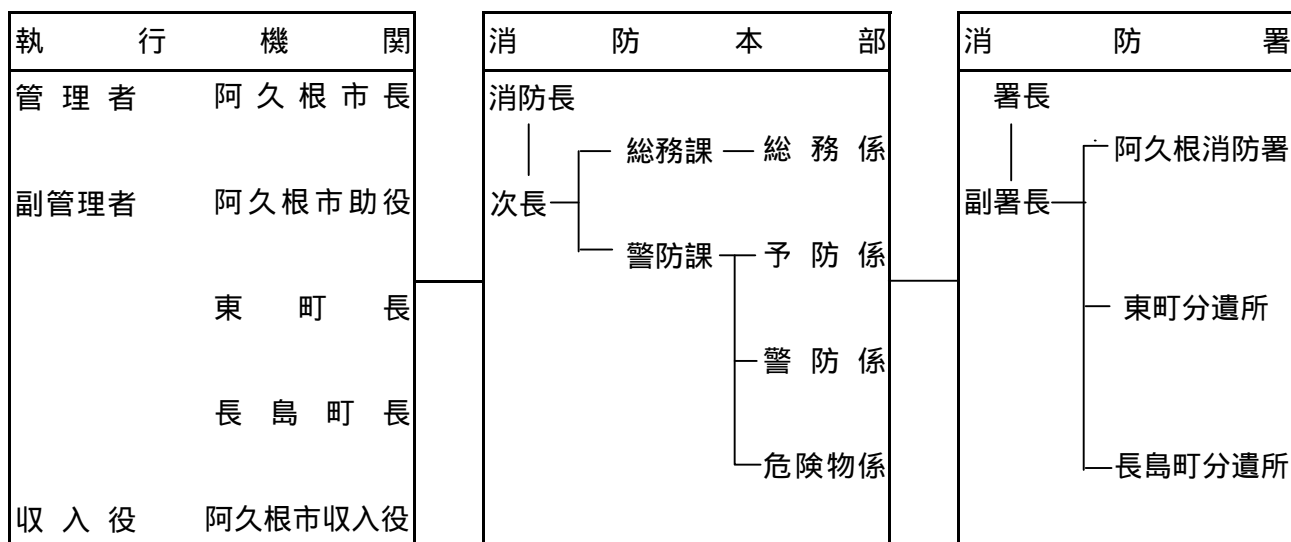 執行機関
管理者 阿久根市長
副管理者 阿久根市助役
東町長
長島町長
収入役 阿久根市収入役
消防本部
消防長
総務課 総務係
次長
警防課 予防係
警防係
危険物係
消防署
署長
阿久根消防署
副署長
東町分遣所
長島町分遣所